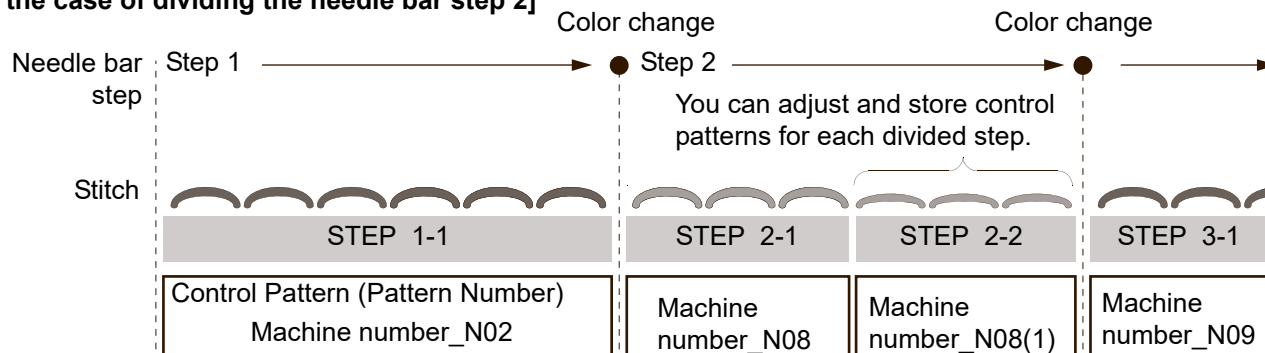 the case of dividing the needle bar step 2]
Color change
Color change
Needle bar
step
Step 1
Step 2
You can adjust and store control
patterns for each divided step.
Stitch
STEP 1-1
STEP 2-1
STEP 2-2
STEP 3-1
Control Pattern (Pattern Number)
Machine number_N02
Machine
number_N08
Machine
number_N08(1)
Machine
number_N09